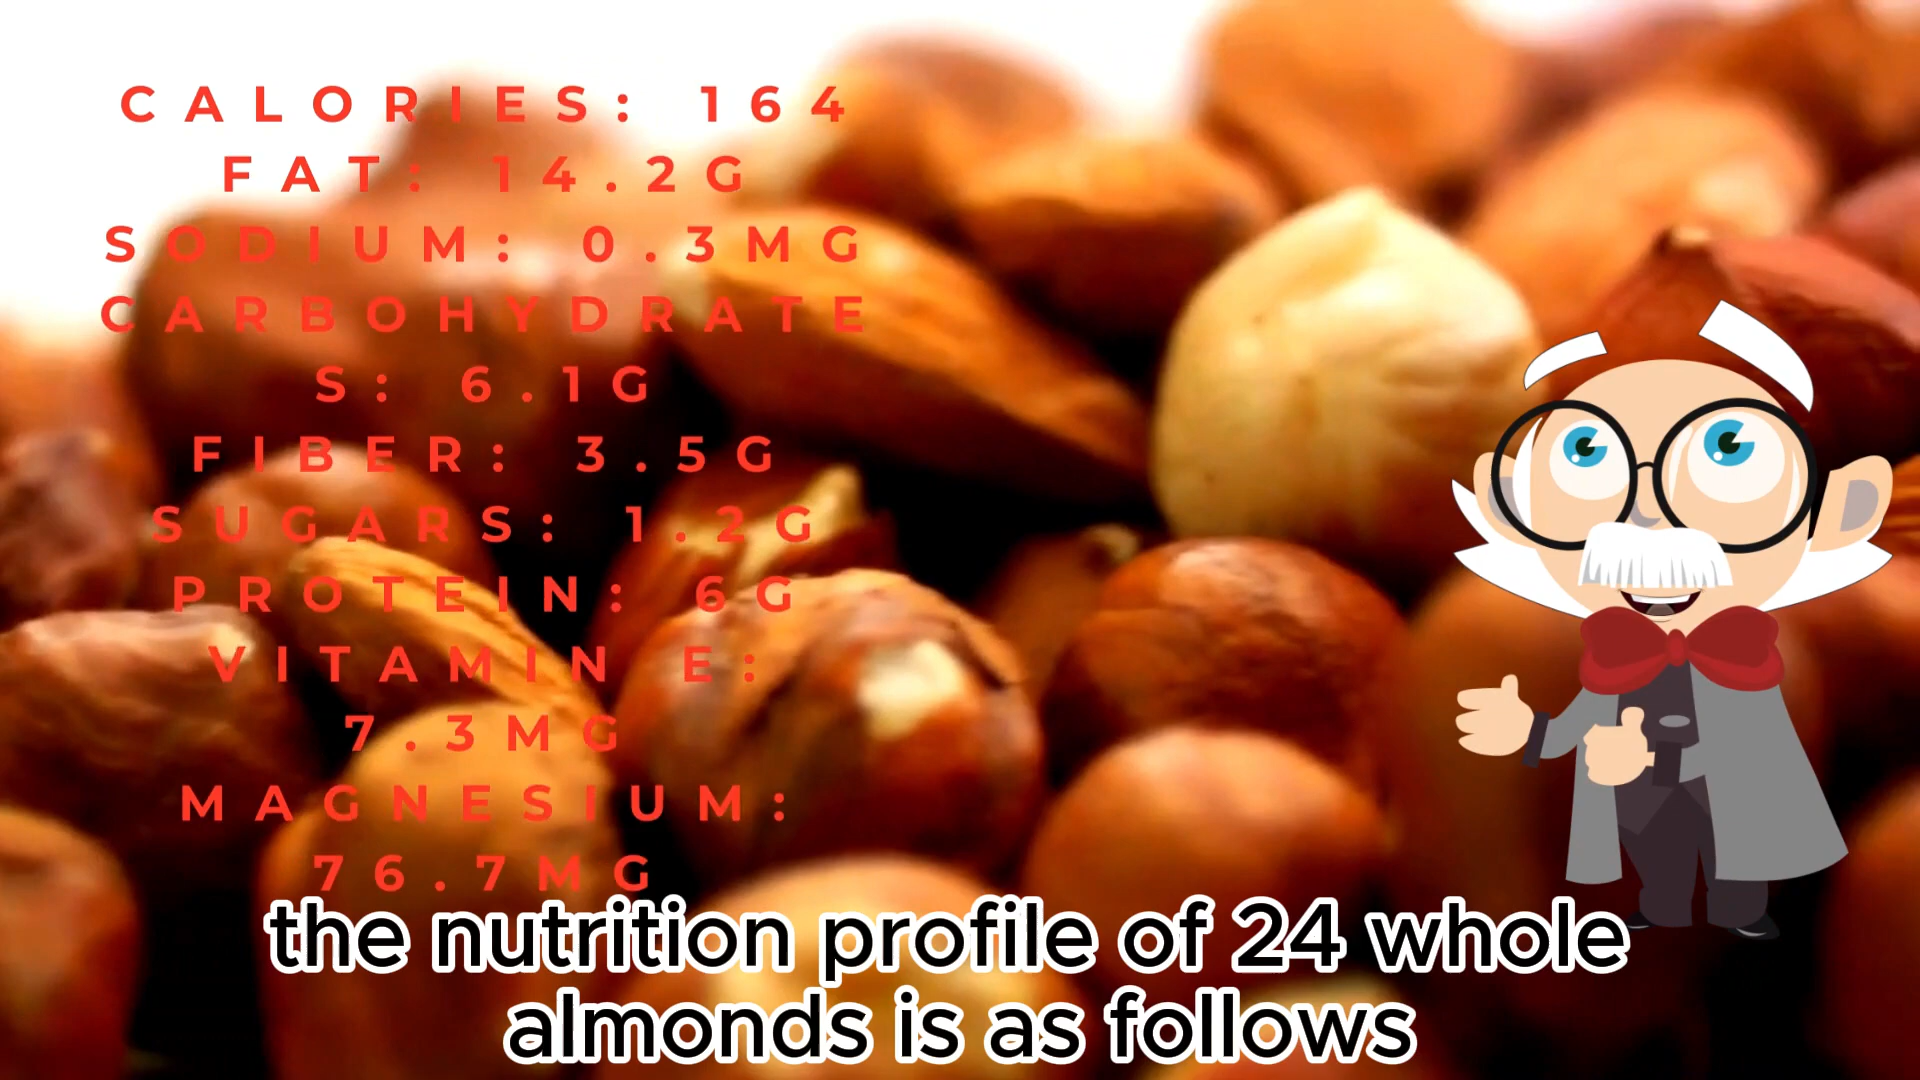 CALORIES: 164
FAT: 14.2G
SODIUM: 0.3MG
CARBOHYDRATE
S: 6.1G
FIBER: 3.5G
SUGARS: 1.2G
PROTEIN: 6G
VITAMIN E:
7.3MG
MAGNESIUM:
76.7MG
the nutrition profile of 24 whole
almonds is as follows